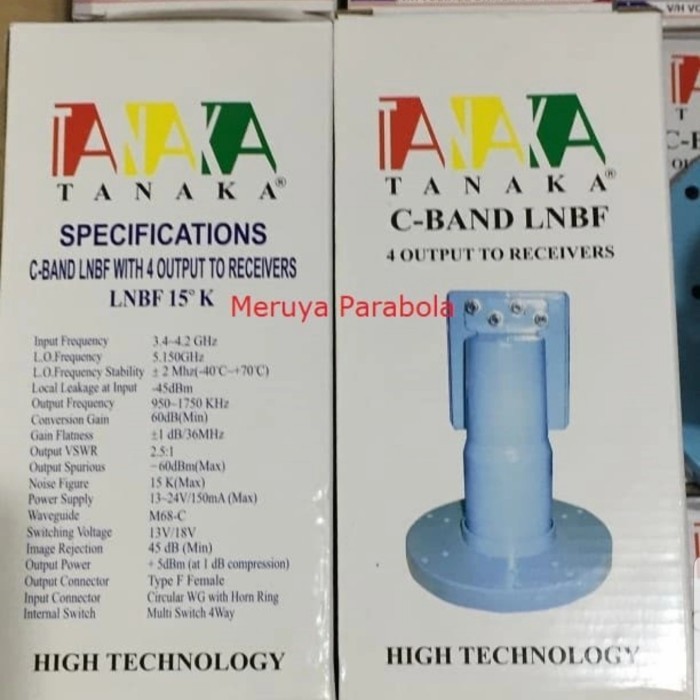 TANAKA
TANAKA®
SPECIFICATIONS
C-BAND LNBF WITH 4 OUTPUT TO RECEIVERS
LNBF 15° K
Input Frequency 3.4-4.2 GHz
L.O.Frequency 5.150GHz
L.O.Frequency Stability ± 2 Mhz(-40°C-+70°C)
Local Leakage at Input -45dBm
Output Frequency 950-1750 KHz
Conversion Gain 60dB(Min)
Gain Flatness ±1 dB/36MHz
Output VSWR 2.5:1
Output Spurious -60dBm(Max)
Noise Figure 15 K(Max)
Power Supply 13-24V/150mA (Max)
Waveguide M68-C
Switching Voltage 13V/18V
Image Rejection 45 dB (Min)
Output Power + 5dBm (at 1 dB compression)
Output Connector Type F Female
Input Connector Circular WG with Horn Ring
Internal Switch Multi Switch 4Way
HIGH TECHNOLOGY
TANAKA
TANAKA®
C-BAND LNBF
4 OUTPUT TO RECEIVERS
HIGH TECHNOLOGY
Meruya Parabola